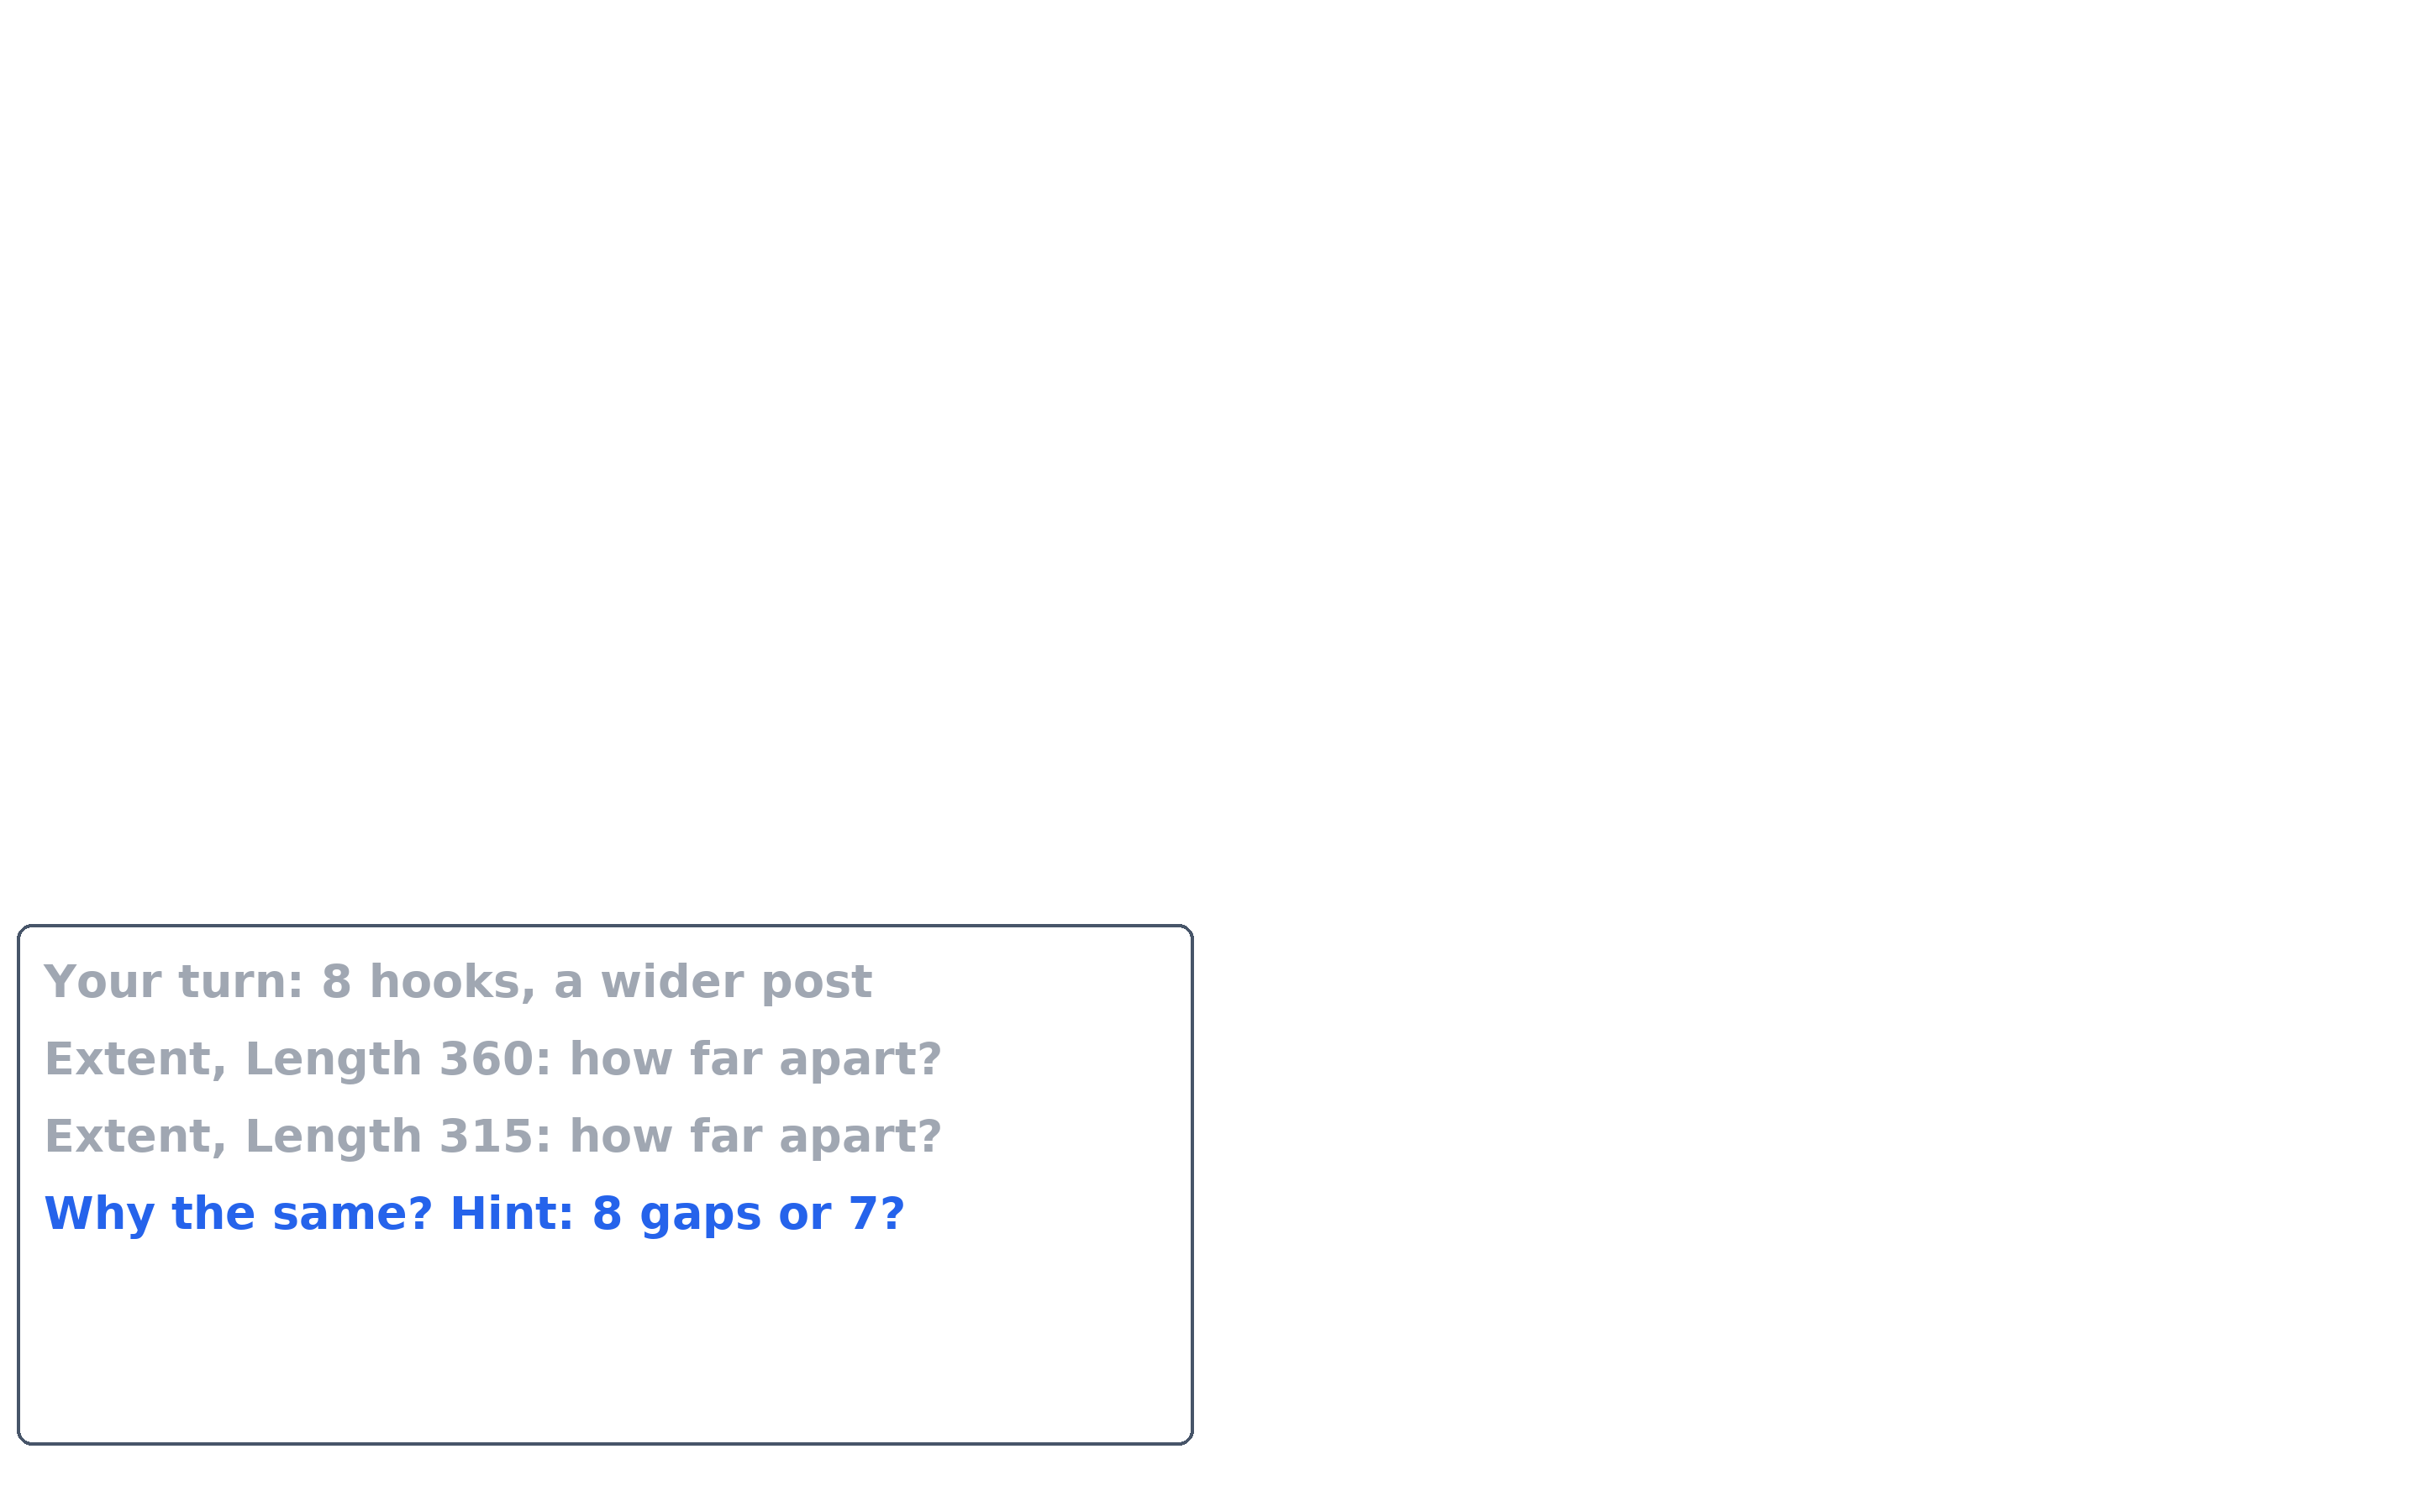 Your turn: 8 hooks, a wider post
Extent, Length 360: how far apart?
Extent, Length 315: how far apart?
Why the same? Hint: 8 gaps or 7?